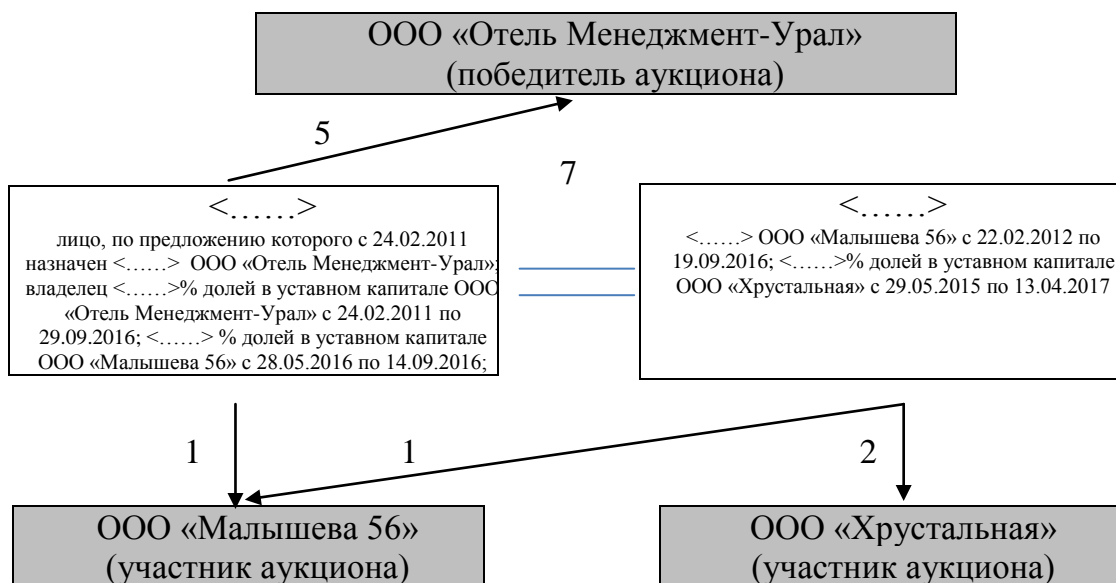 ООО «Отель Менеджмент-Урал»
(победитель аукциона)
5
7
<……>
лицо, по предложению которого с 24.02.2011
назначен <……> ООО «Отель Менеджмент-Урал»;
владелец <……>% долей в уставном капитале ООО
«Отель Менеджмент-Урал» с 24.02.2011 по
29.09.2016; <……> % долей в уставном капитале
ООО «Малышева 56» с 28.05.2016 по 14.09.2016;
<……>
<……> ООО «Малышева 56» с 22.02.2012 по
19.09.2016; <……>% долей в уставном капитале
ООО «Хрустальная» с 29.05.2015 по 13.04.2017
1
1
2
ООО «Малышева 56»
(участник аукциона)
ООО «Хрустальная»
(участник аукциона)